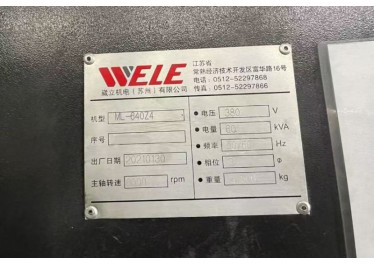 WELE
江苏省
常熟经济技术开发区富华路16号
电话：0512-52297868
传真：0512-52297866
崴立机电（苏州）有限公司
机型 ML-640Z4
序号
出厂日期
主轴转速 rpm
电压 380 V
电量 kVA
频率 Hz
相位 Φ
重量 kg